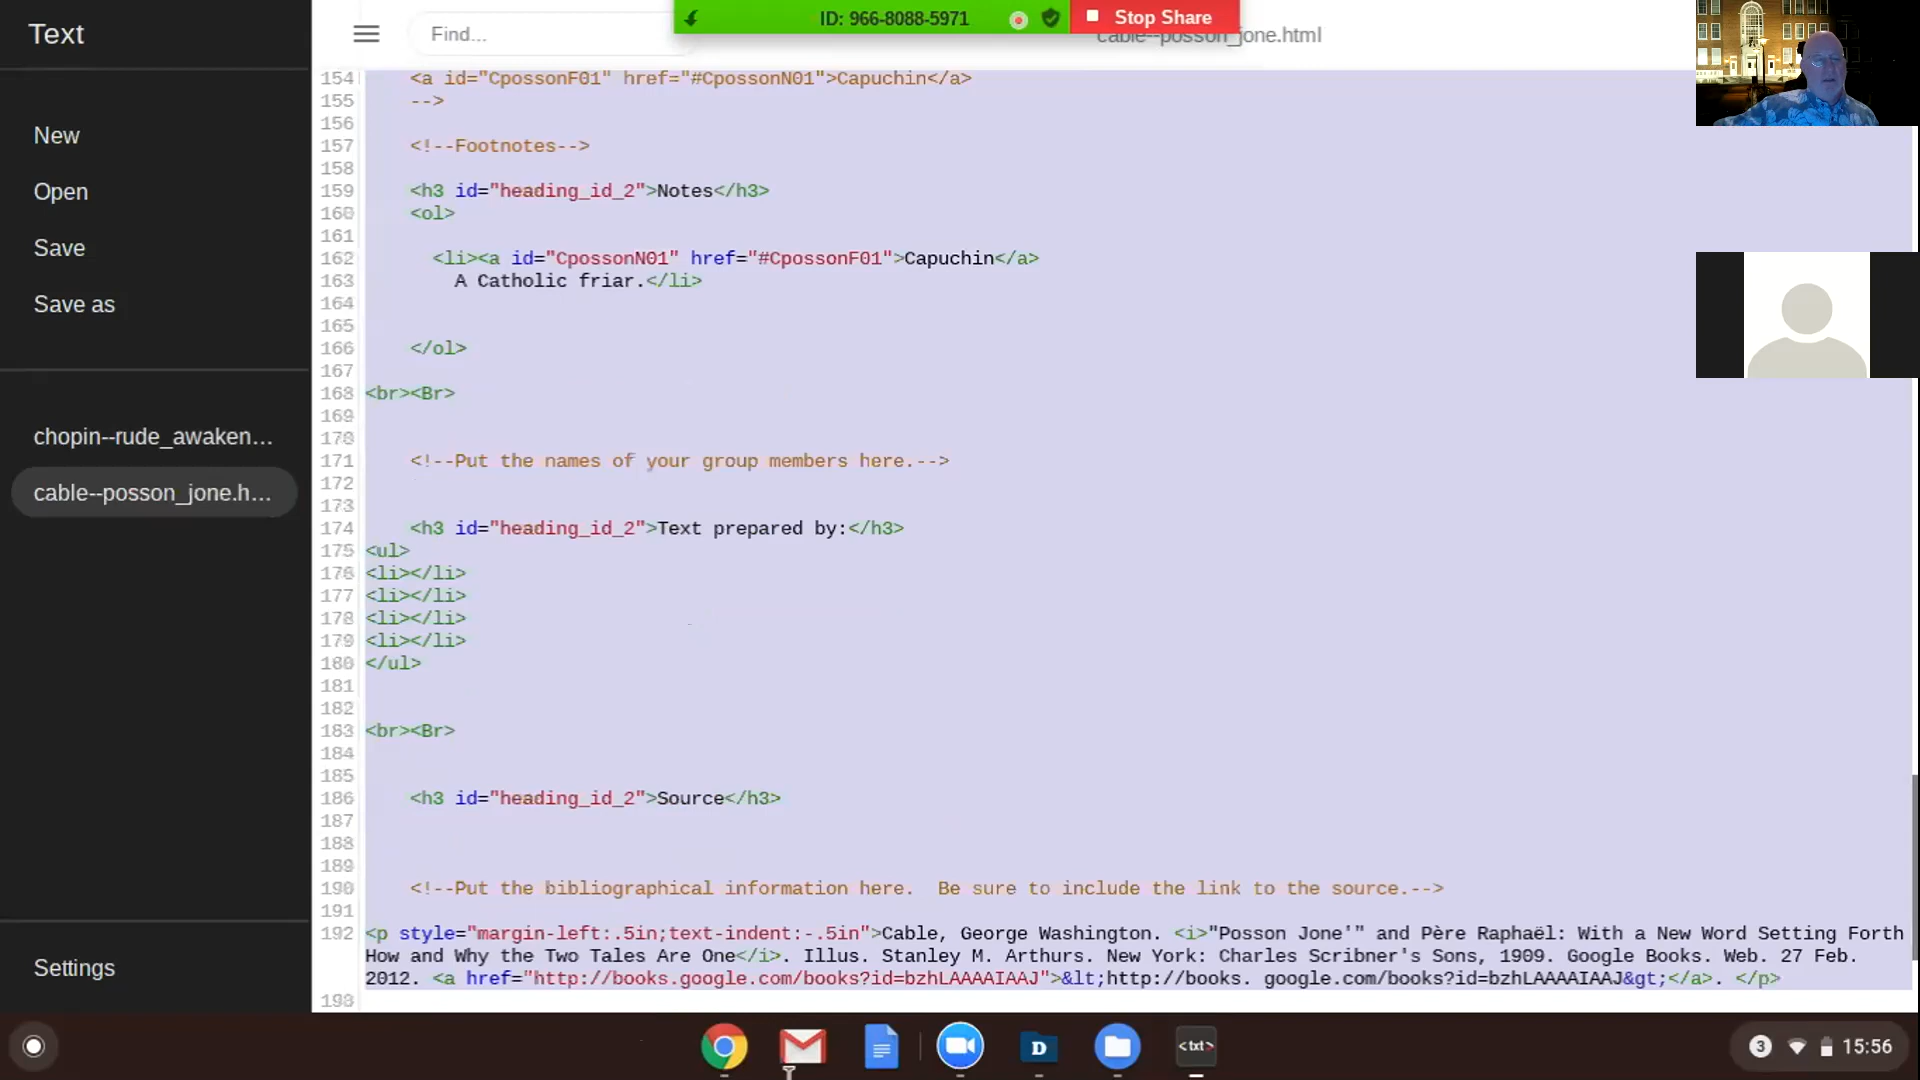 Text
Find...
ID: 966-8088-5971
Stop Share
cable--posson_jone.html
New
Open
Save
Save as
chopin--rude_awaken...
cable--posson_jone.h...
Settings
154 <a id="CpossonF01" href="#CpossonN01">Capuchin</a>
155 -->
156
157 <!--Footnotes-->
158
159 <h3 id="heading_id_2">Notes</h3>
160 <ol>
161
162 <li><a id="CpossonN01" href="#CpossonF01">Capuchin</a>
163 A Catholic friar.</li>
164
165
166 </ol>
167
168 <br><Br>
169
170
171 <!--Put the names of your group members here.-->
172
173
174 <h3 id="heading_id_2">Text prepared by:</h3>
175 <ul>
176 <li></li>
177 <li></li>
178 <li></li>
179 <li></li>
180 </ul>
181
182
183 <br><Br>
184
185
186 <h3 id="heading_id_2">Source</h3>
187
188
189
190 <!--Put the bibliographical information here.  Be sure to include the link to the source.-->
191
192 <p style="margin-left:.5in;text-indent:-.5in">Cable, George Washington. <i>"Posson Jone'" and Père Raphaël: With a New Word Setting Forth
How and Why the Two Tales Are One</i>. Illus. Stanley M. Arthurs. New York: Charles Scribner's Sons, 1909. Google Books. Web. 27 Feb.
2012. <a href="http://books.google.com/books?id=bzhLAAAAIAAJ">&lt;http://books. google.com/books?id=bzhLAAAAIAAJ&gt;</a>. </p>
193
D
<txt>
3
15:56